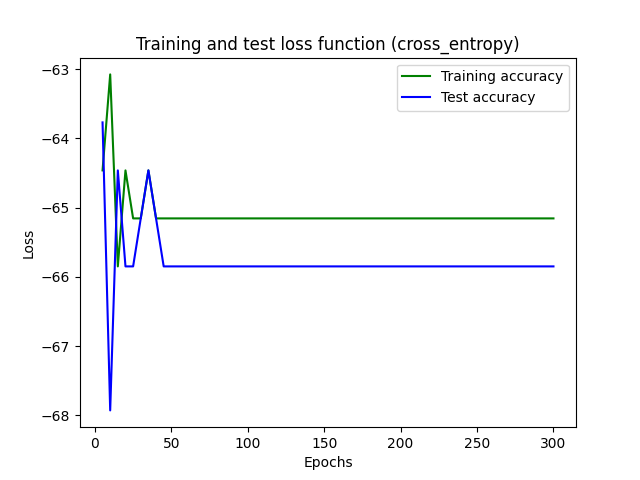 Training and test loss function (cross_entropy)
Training accuracy
Test accuracy
−63
−64
−65
−66
−67
−68
Loss
0 50 100 150 200 250 300
Epochs